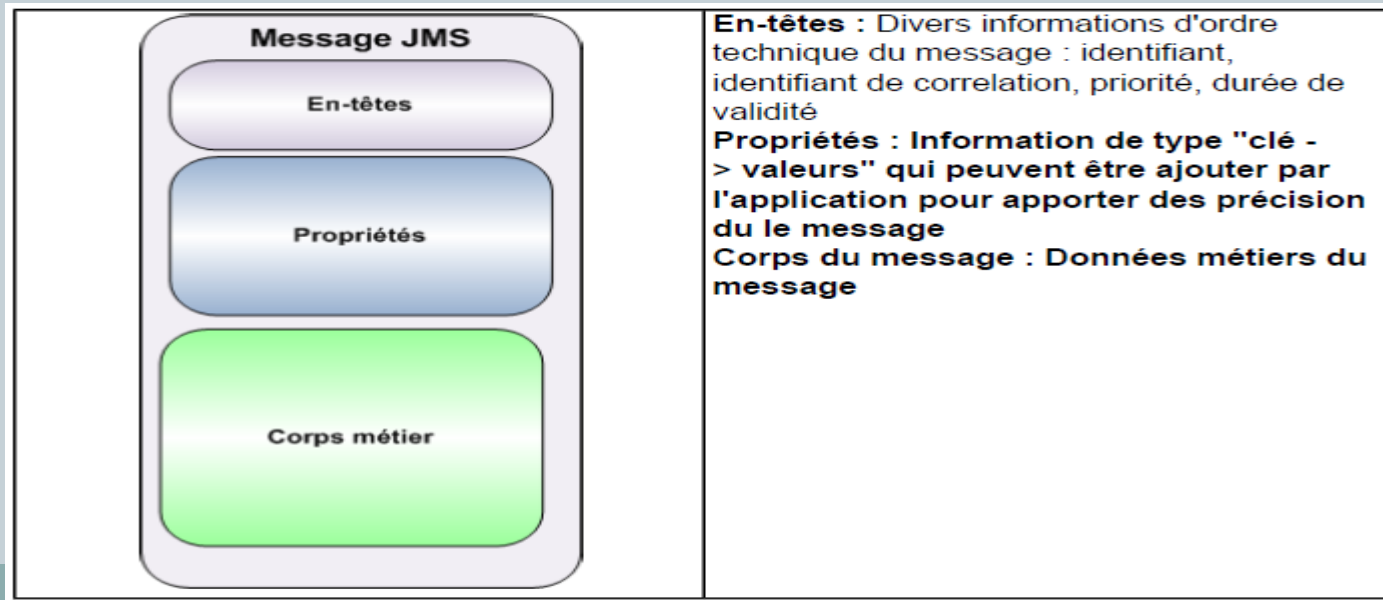 Message JMS
En-têtes
Propriétés
Corps métier
En-têtes : Divers informations d'ordre
technique du message : identifiant,
identifiant de correlation, priorité, durée de
validité
Propriétés : Information de type "clé -
> valeurs" qui peuvent être ajouter par
l'application pour apporter des précision
du le message
Corps du message : Données métiers du
message